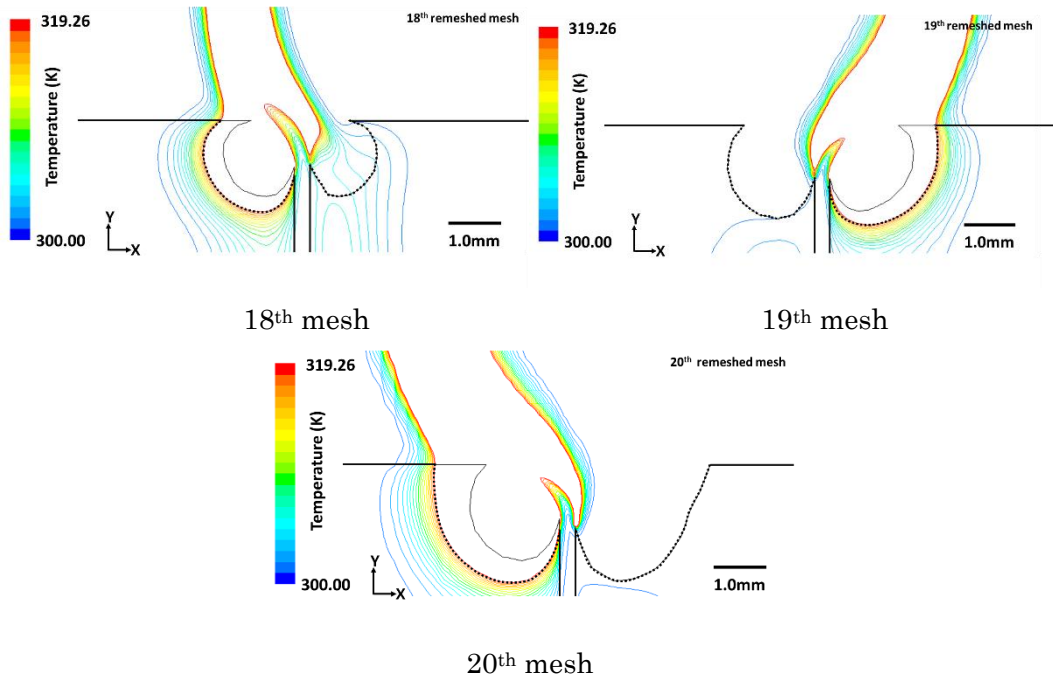 319.26
Temperature (K)
300.00
Y
X
18th remeshed mesh
1.0mm
319.26
Temperature (K)
300.00
Y
X
19th remeshed mesh
1.0mm
18th mesh
19th mesh
319.26
Temperature (K)
300.00
Y
X
20th remeshed mesh
1.0mm
20th mesh